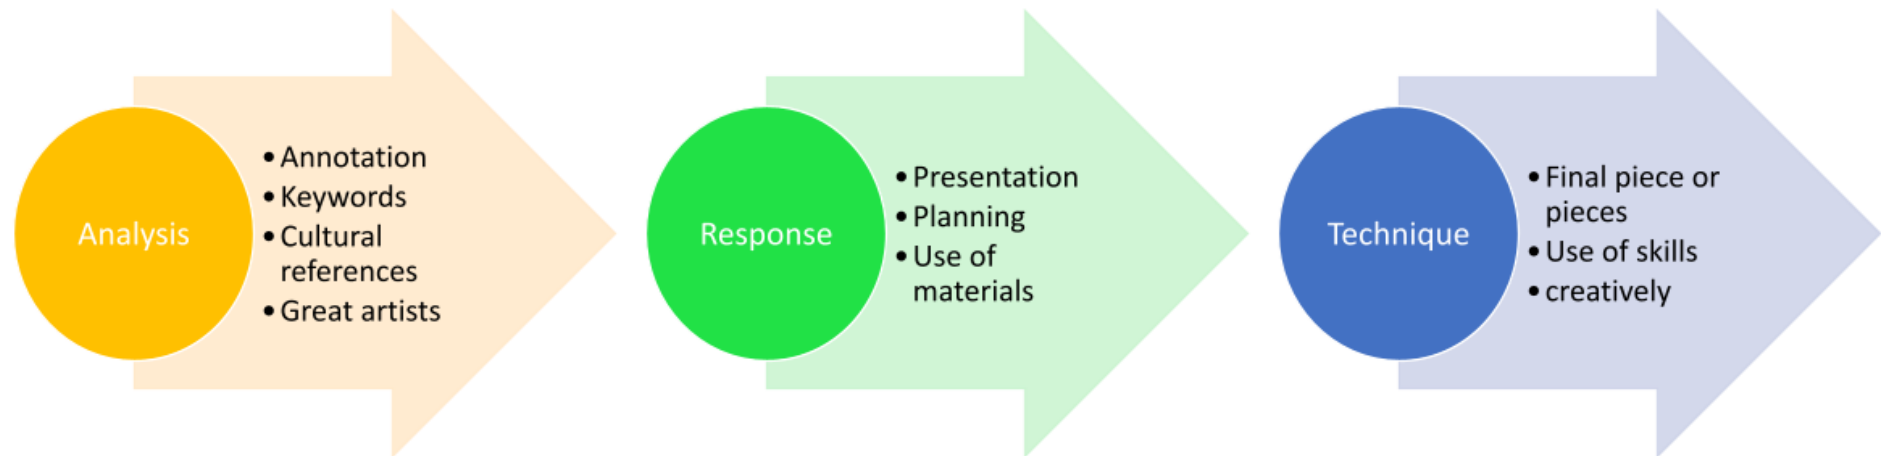 Analysis
• Annotation
• Keywords
• Cultural
references
• Great artists
Response
• Presentation
• Planning
• Use of
materials
Technique
• Final piece or
pieces
• Use of skills
• creatively